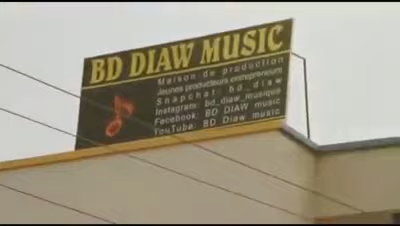 BD DIAW MUSIC
Maison de production
Jeunes producteurs entrepreneurs
Snapchat: bd_diaw
Instagram: bd_diaw_musique
Facebook: BD DIAW music
YouTube: BD Diaw music